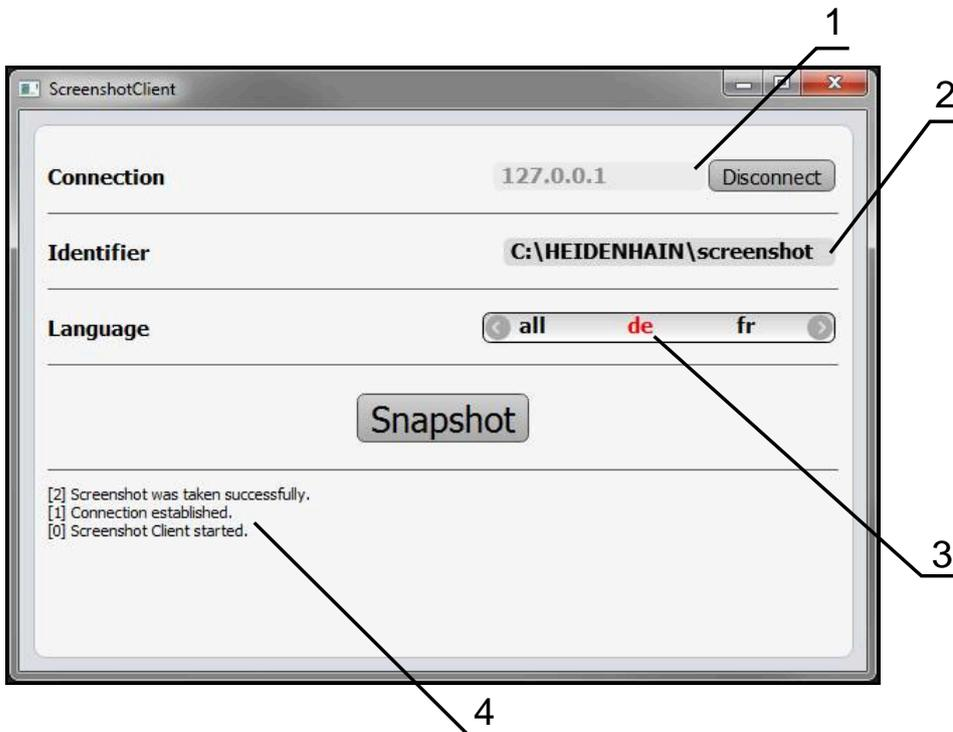 1
ScreenshotClient
2
Connection 127.0.0.1 Disconnect
Identifier C:\HEIDENHAIN\screenshot
Language all de fr
Snapshot
[2] Screenshot was taken successfully.
[1] Connection established.
[0] Screenshot Client started.
3
4